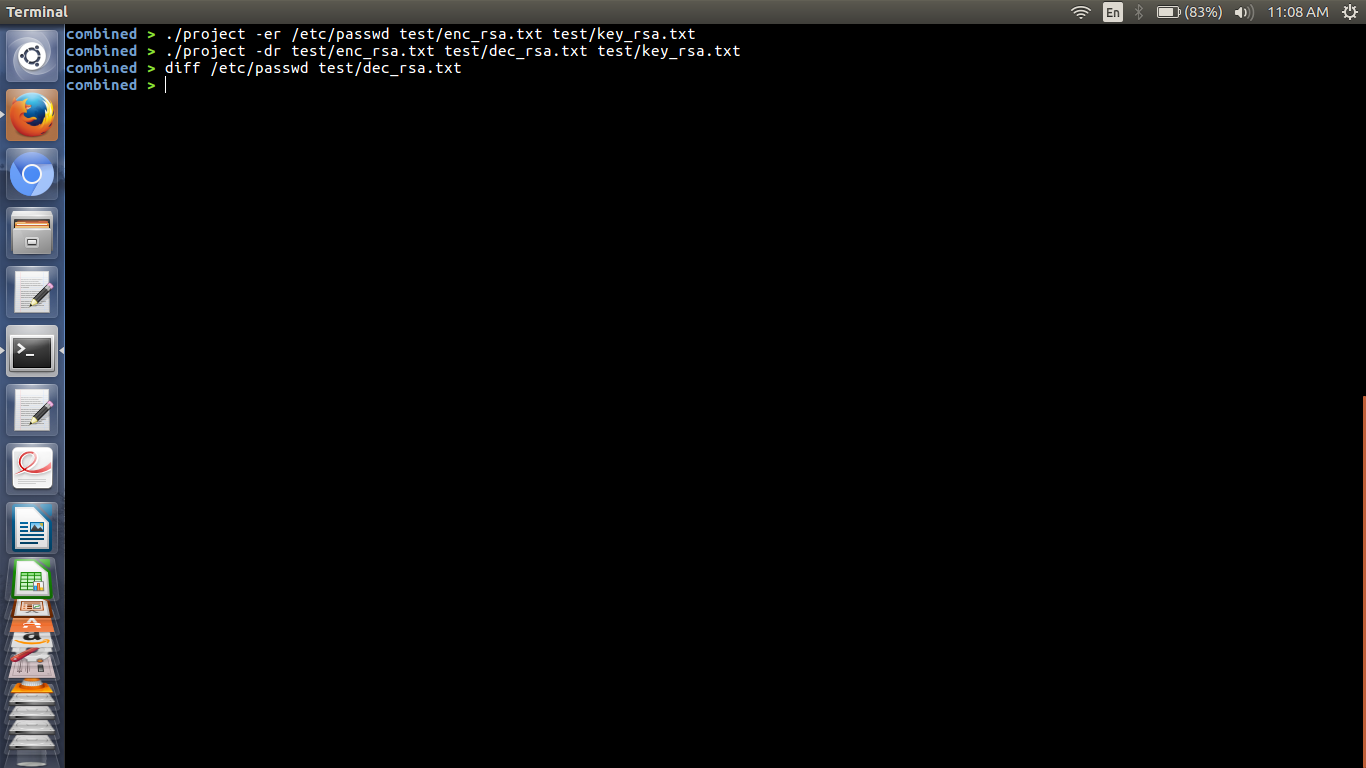 Terminal
En
(83%)
11:08 AM
combined > ./project -er /etc/passwd test/enc_rsa.txt test/key_rsa.txt
combined > ./project -dr test/enc_rsa.txt test/dec_rsa.txt test/key_rsa.txt
combined > diff /etc/passwd test/dec_rsa.txt
combined >